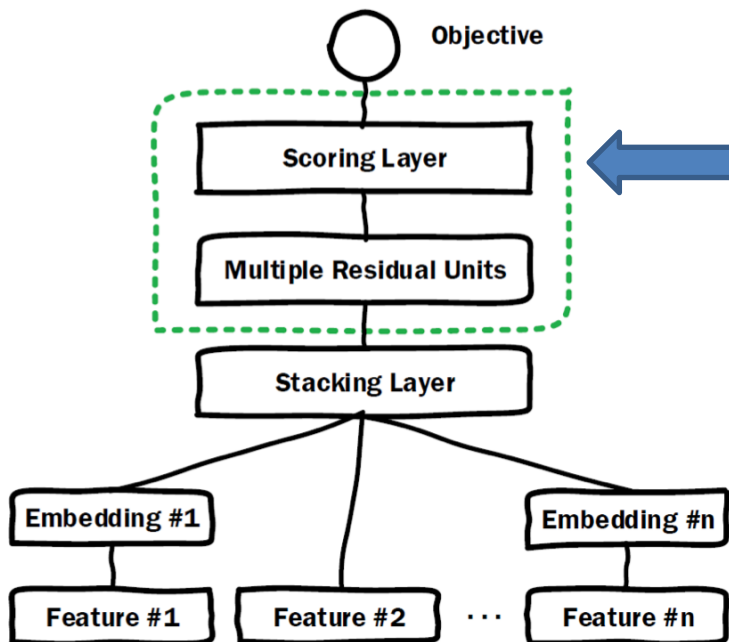 Objective
Scoring Layer
Multiple Residual Units
Stacking Layer
Embedding #1
Embedding #n
Feature #1
Feature #2
...
Feature #n